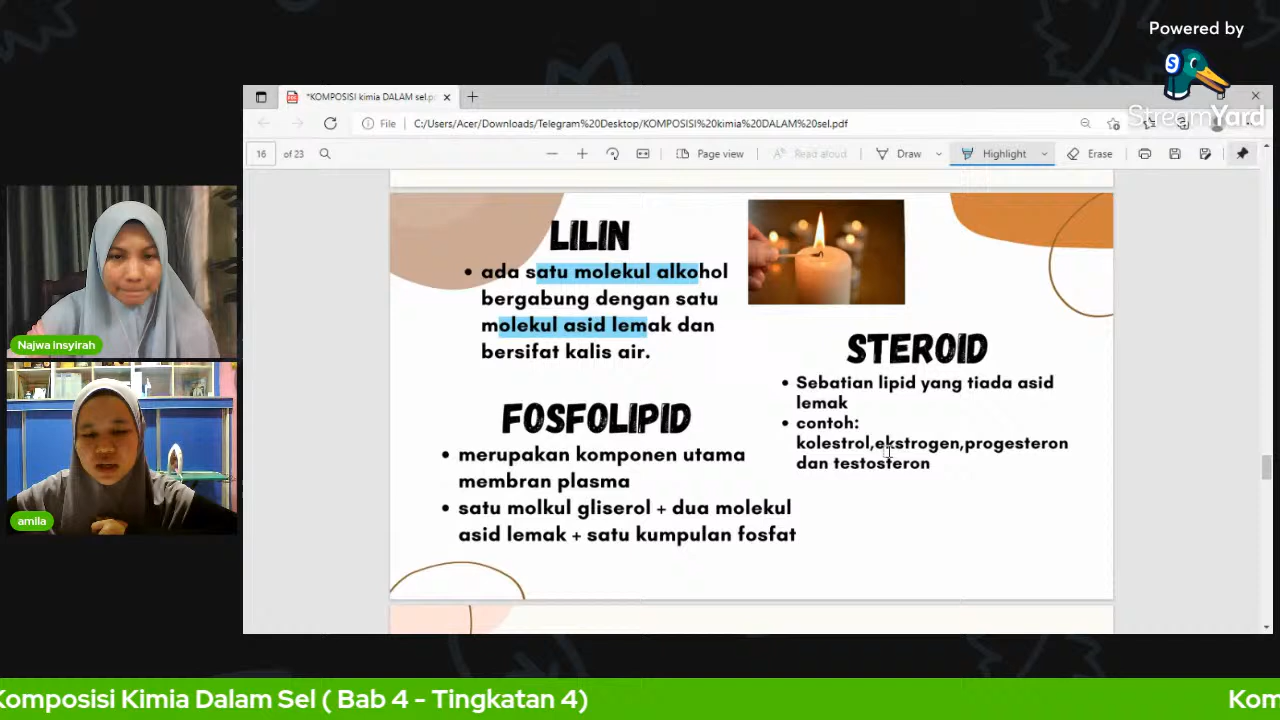 Powered by
S
StreamYard
*KOMPOSISI kimia DALAM sel.p
File
C:/Users/Acer/Downloads/Telegram%20Desktop/KOMPOSISI%20kimia%20DALAM%20sel.pdf
16 of 23
Page view
Read aloud
Draw
Highlight
Erase
LILIN
ada satu molekul alkohol
bergabung dengan satu
molekul asid lemak dan
bersifat kalis air.
STEROID
Sebatian lipid yang tiada asid
lemak
contoh:
kolestrol,ekstrogen,progesteron
dan testosteron
FOSFOLIPID
merupakan komponen utama
membran plasma
satu molkul gliserol + dua molekul
asid lemak + satu kumpulan fosfat
Najwa Insyirah
amila
Komposisi Kimia Dalam Sel ( Bab 4 - Tingkatan 4)
Kom